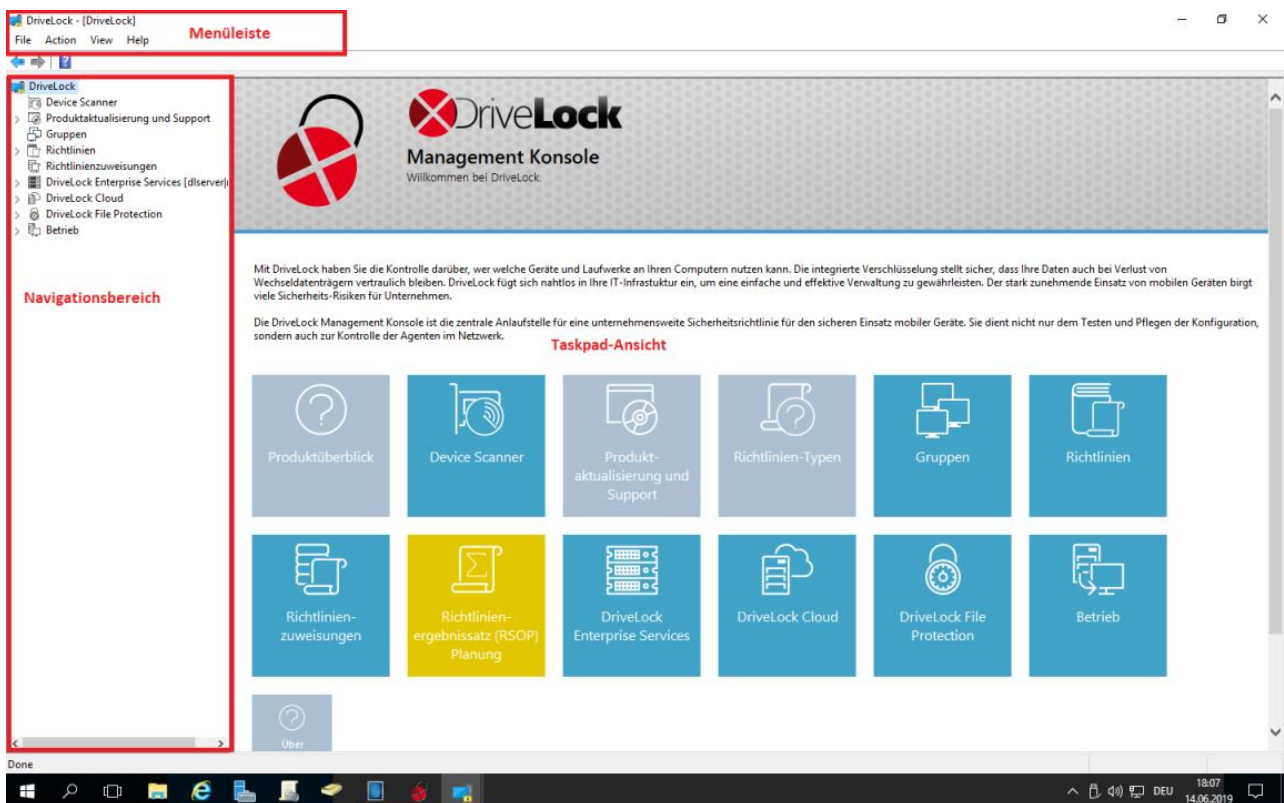 DriveLock - [DriveLock]
File Action View Help
Menüleiste
DriveLock
Device Scanner
Produktaktualisierung und Support
Gruppen
Richtlinien
Richtlinienzuweisungen
DriveLock Enterprise Services [dlserver
DriveLock Cloud
DriveLock File Protection
Betrieb
Navigationsbereich
DriveLock
Management Konsole
Willkommen bei DriveLock.
Mit DriveLock haben Sie die Kontrolle darüber, wer welche Geräte und Laufwerke an Ihren Computern nutzen kann. Die integrierte Verschlüsselung stellt sicher, dass Ihre Daten auch bei Verlust von
Wechseldatenträgern vertraulich bleiben. DriveLock fügt sich nahtlos in Ihre IT-Infrastuktur ein, um eine einfache und effektive Verwaltung zu gewährleisten. Der stark zunehmende Einsatz von mobilen Geräten birgt
viele Sicherheits-Risiken für Unternehmen.
Die DriveLock Management Konsole ist die zentrale Anlaufstelle für eine unternehmensweite Sicherheitsrichtlinie für den sicheren Einsatz mobiler Geräte. Sie dient nicht nur dem Testen und Pflegen der Konfiguration,
sondern auch zur Kontrolle der Agenten im Netzwerk.
Taskpad-Ansicht
Produktüberblick
Device Scanner
Produkt-
aktualisierung und
Support
Richtlinien-Typen
Gruppen
Richtlinien
Richtlinien-
zuweisungen
Richtlinien-
ergebnissatz (RSOP)
Planung
DriveLock
Enterprise Services
DriveLock Cloud
DriveLock File
Protection
Betrieb
Über
Done
DEU
18:07
14.06.2019